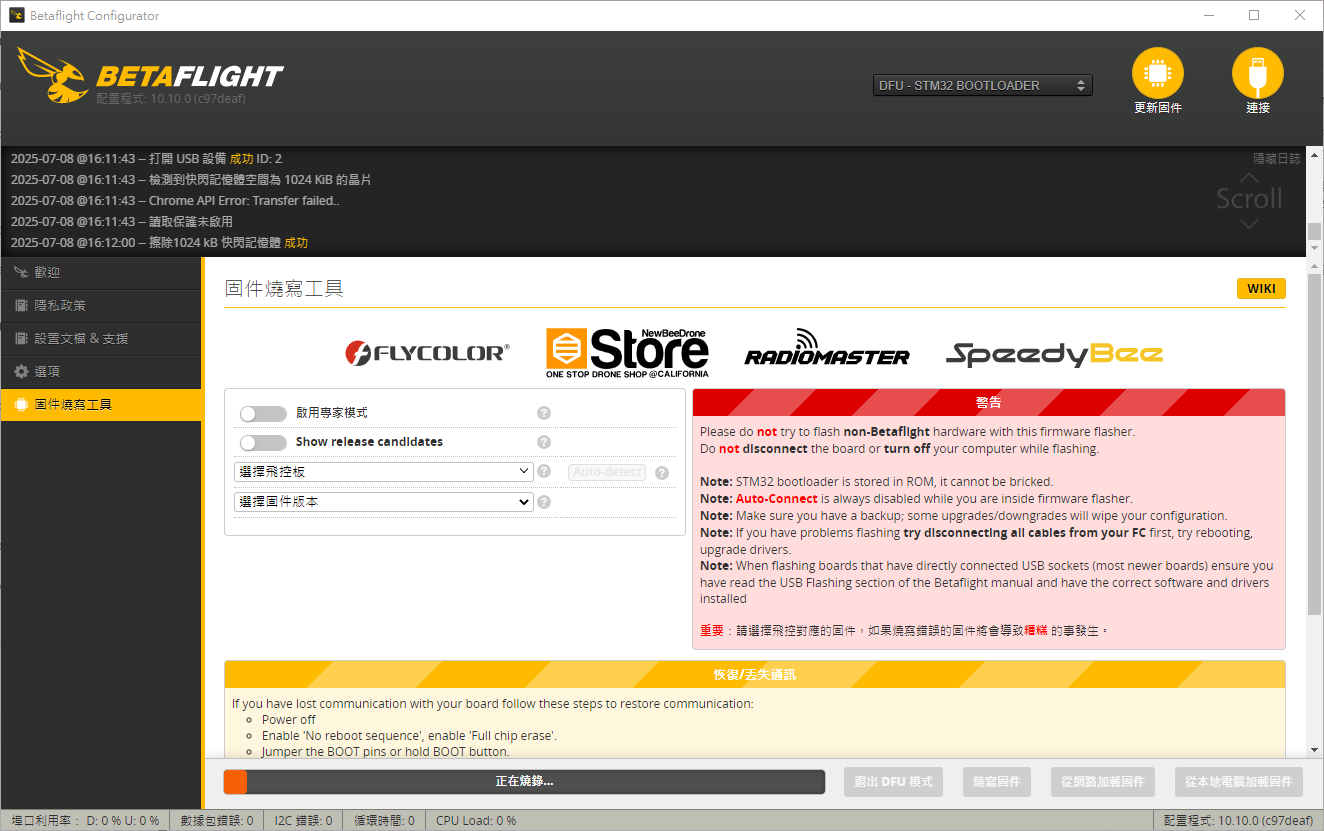 Betaflight Configurator
BETAFLIGHT
配置程式: 10.10.0 (c97deaf)
DFU - STM32 BOOTLOADER
更新固件
連接
2025-07-08 @16:11:43 -- 打開 USB 設備 成功 ID: 2
2025-07-08 @16:11:43 -- 檢測到快閃記憶體空間為 1024 KiB 的晶片
2025-07-08 @16:11:43 -- Chrome API Error: Transfer failed..
2025-07-08 @16:11:43 -- 讀取保護未啟用
2025-07-08 @16:12:00 -- 擦除1024 kB 快閃記憶體 成功
隱藏日誌
Scroll
歡迎
隱私政策
設置文檔 & 支援
選項
固件燒寫工具
固件燒寫工具
WIKI
FLYCOLOR®
NewBeeDrone
Store
ONE STOP DRONE SHOP @CALIFORNIA
RADIOMASTER
SpeedyBee
啟用專家模式
Show release candidates
選擇飛控板
Auto-detect
選擇固件版本
警告
Please do not try to flash non-Betaflight hardware with this firmware flasher.
Do not disconnect the board or turn off your computer while flashing.
Note: STM32 bootloader is stored in ROM, it cannot be bricked.
Note: Auto-Connect is always disabled while you are inside firmware flasher.
Note: Make sure you have a backup; some upgrades/downgrades will wipe your configuration.
Note: If you have problems flashing try disconnecting all cables from your FC first, try rebooting,
upgrade drivers.
Note: When flashing boards that have directly connected USB sockets (most newer boards) ensure you
have read the USB Flashing section of the Betaflight manual and have the correct software and drivers
installed
重要：請選擇飛控對應的固件，如果燒寫錯誤的固件將會導致糟糕 的事發生。
恢復/丟失通訊
If you have lost communication with your board follow these steps to restore communication:
Power off
Enable 'No reboot sequence', enable 'Full chip erase'.
Jumper the BOOT pins or hold BOOT button.
正在燒錄...
退出 DFU 模式
燒寫固件
從網路加載固件
從本地電腦加載固件
埠口利用率： D: 0 % U: 0 %
數據包錯誤: 0
I2C 錯誤: 0
循環時間: 0
CPU Load: 0 %
配置程式: 10.10.0 (c97deaf)